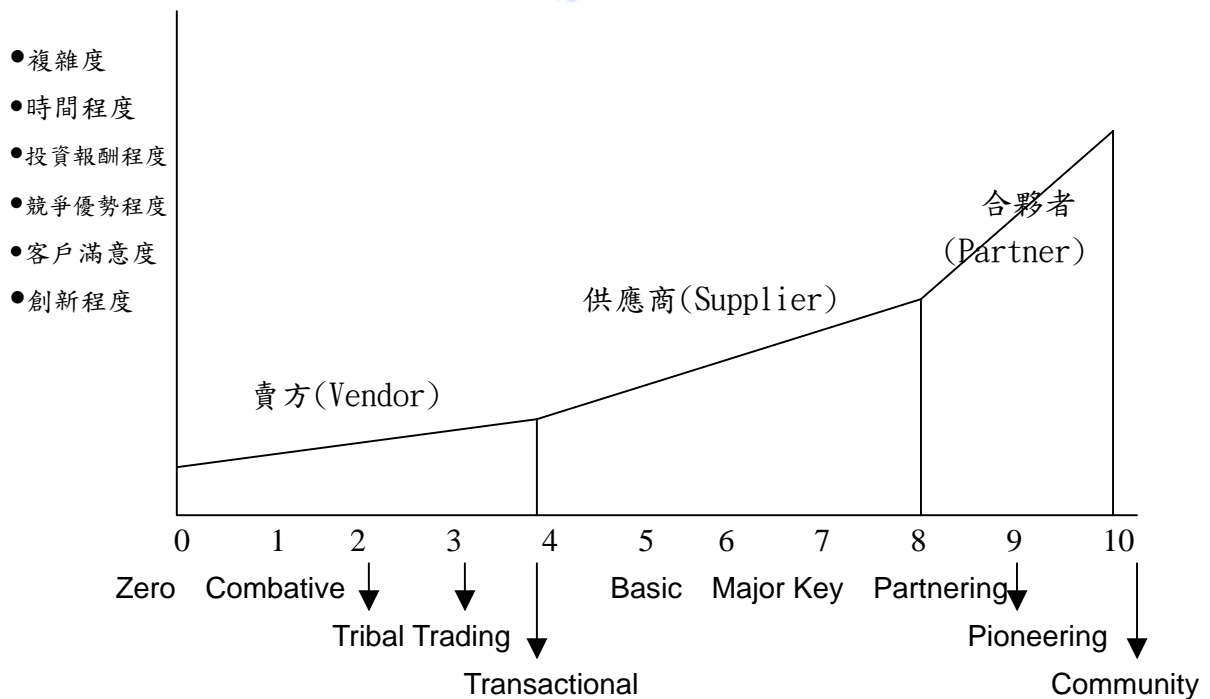 ●複雜度
●時間程度
●投資報酬程度
●競爭優勢程度
●客戶滿意度
●創新程度
合夥者
(Partner)
供應商(Supplier)
賣方(Vendor)
0 1 2 3 4 5 6 7 8 9 10
Zero Combative Basic Major Key Partnering
Tribal Trading Pioneering
Transactional Community